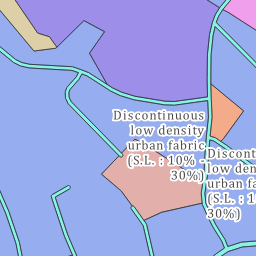 Discontinuous
low density
urban fabric
(S.L. : 10% -
30%)
Discont
low den
urban fa
(S.L. : 1
30%)